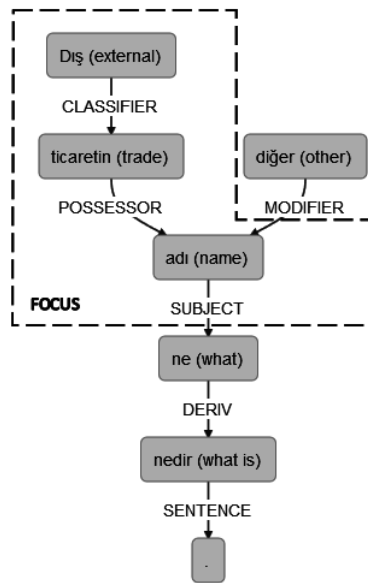 Dış (external)
CLASSIFIER
ticaretin (trade)
diğer (other)
POSSESSOR
MODIFIER
adı (name)
FOCUS
SUBJECT
ne (what)
DERIV
nedir (what is)
SENTENCE
.